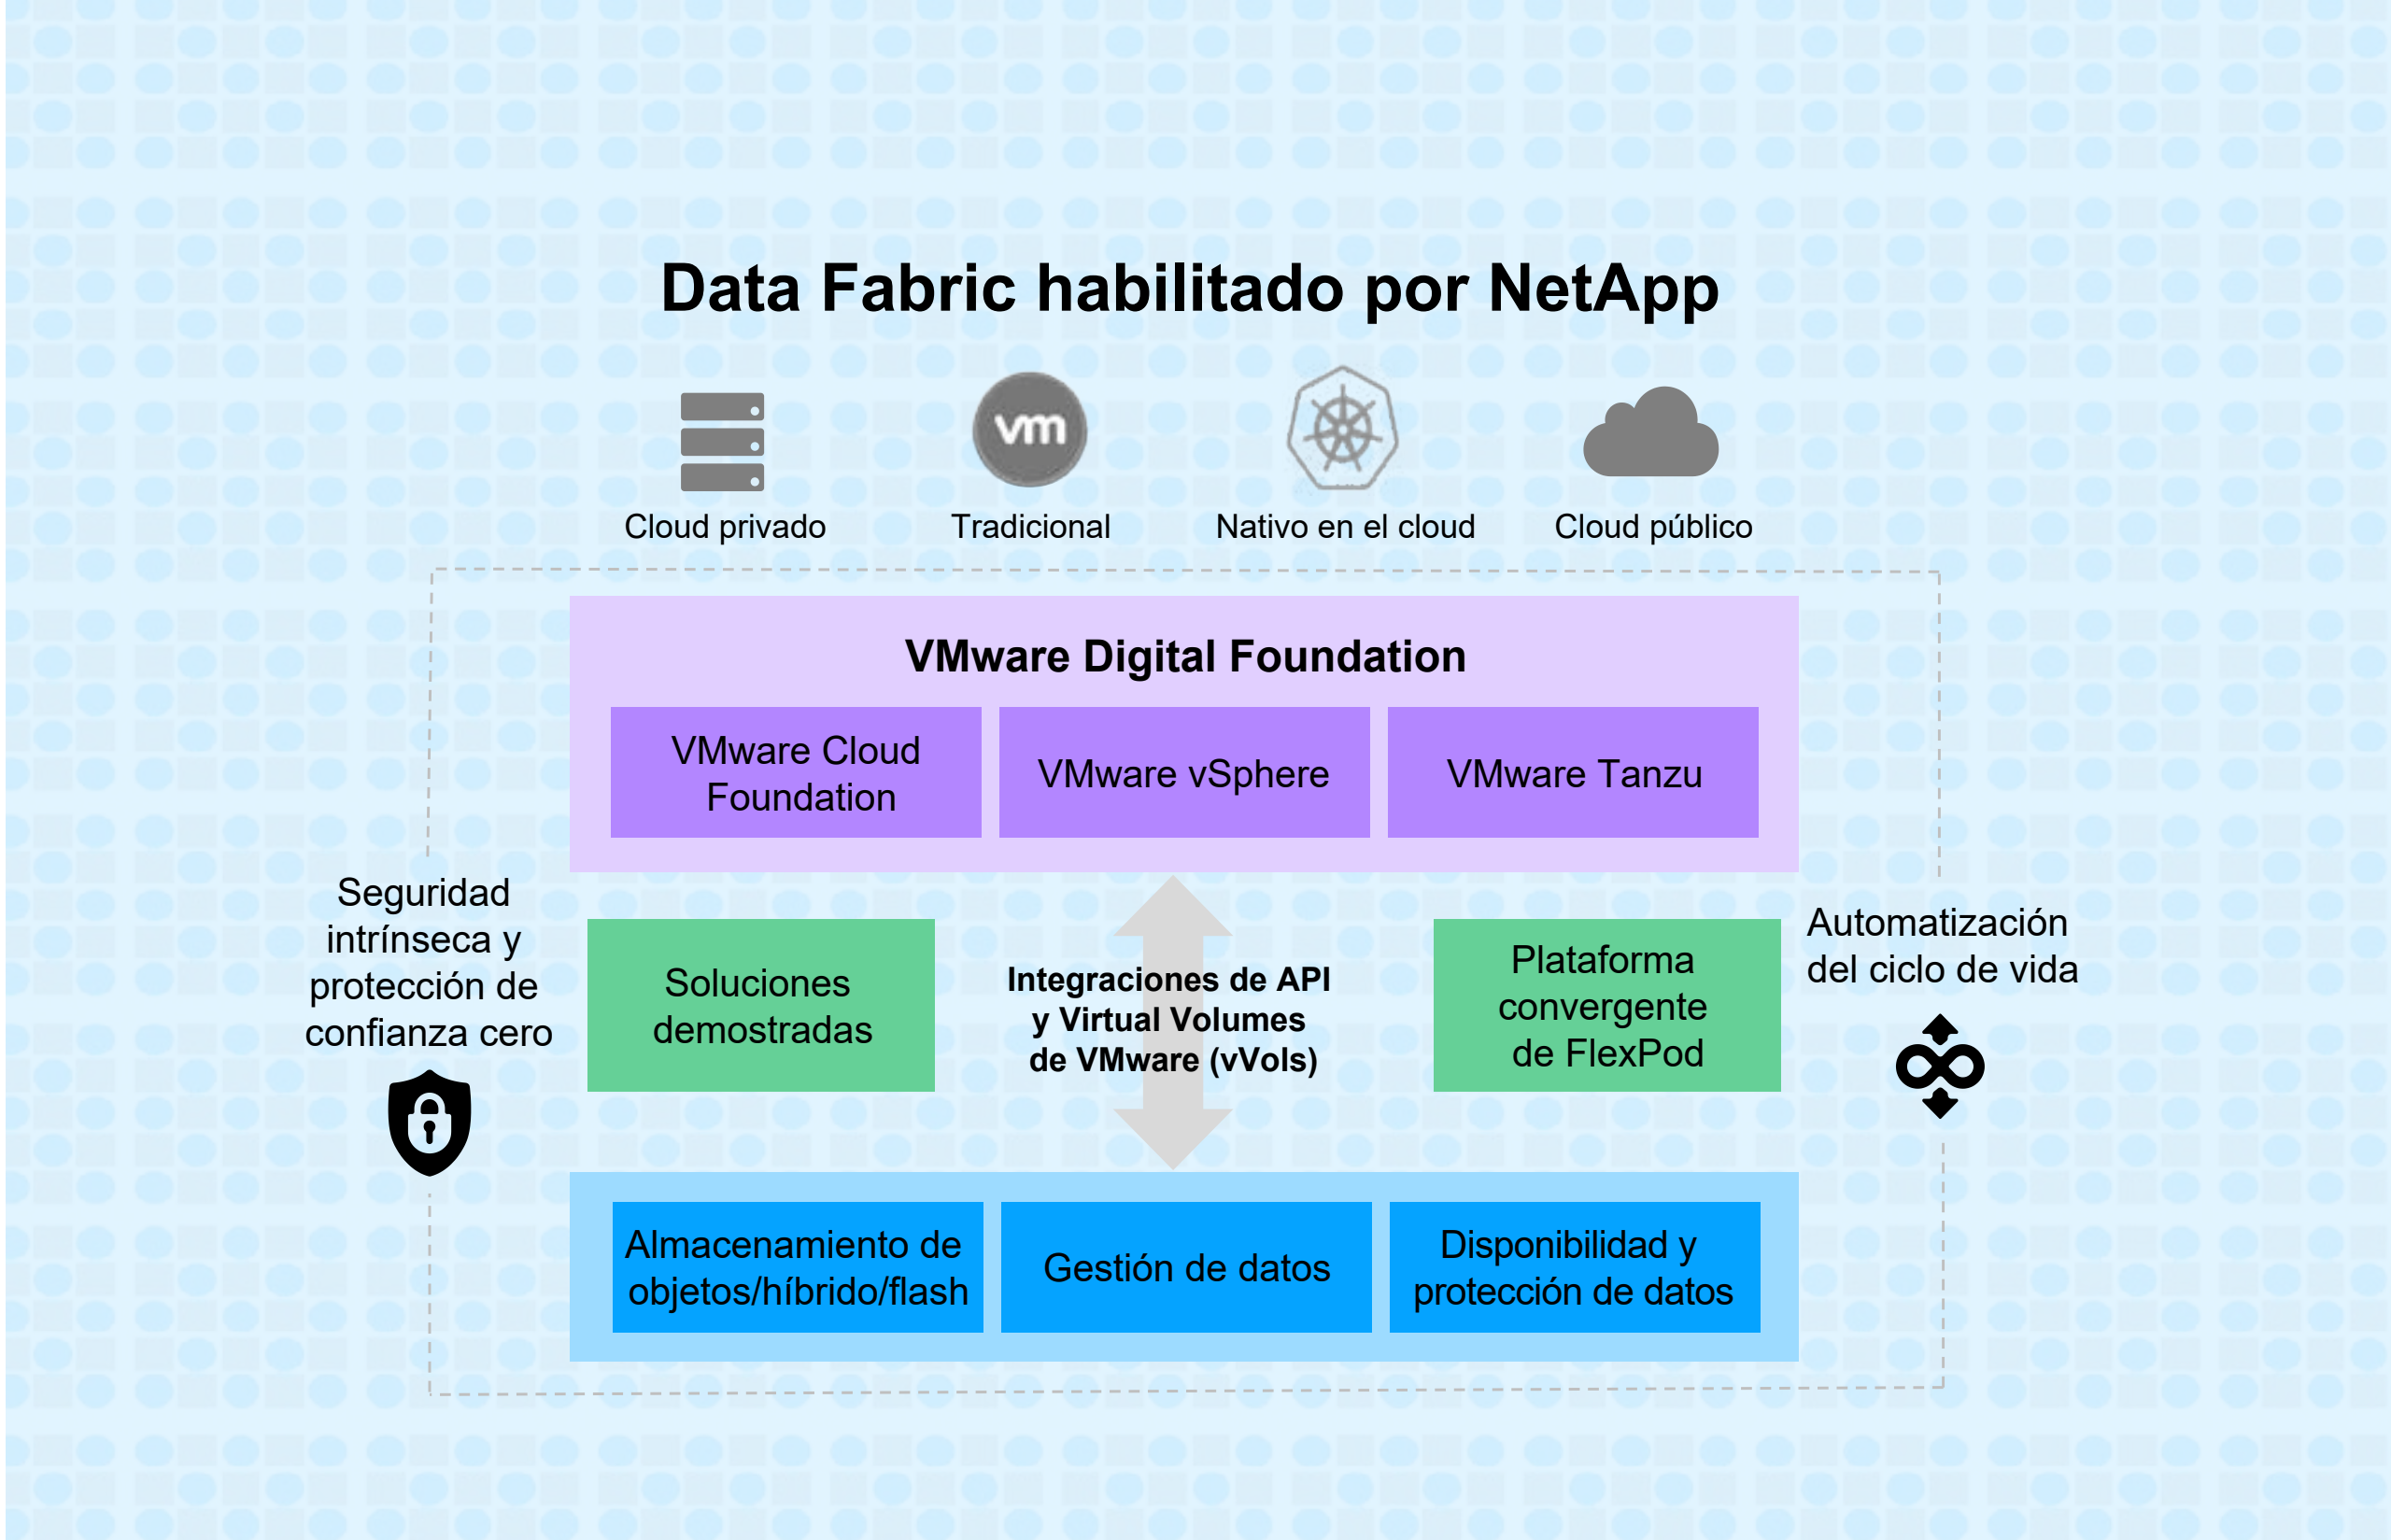 Data Fabric habilitado por NetApp
vm
Cloud privado
Tradicional
Nativo en el cloud
Cloud público
VMware Digital Foundation
VMware Cloud
Foundation
VMware vSphere
VMware Tanzu
Seguridad
intrínseca y
protección de
confianza cero
Soluciones
demostradas
Integraciones de API
y Virtual Volumes
de VMware (vVols)
Plataforma
convergente
de FlexPod
Automatización
del ciclo de vida
Almacenamiento de
objetos/híbrido/flash
Gestión de datos
Disponibilidad y
protección de datos